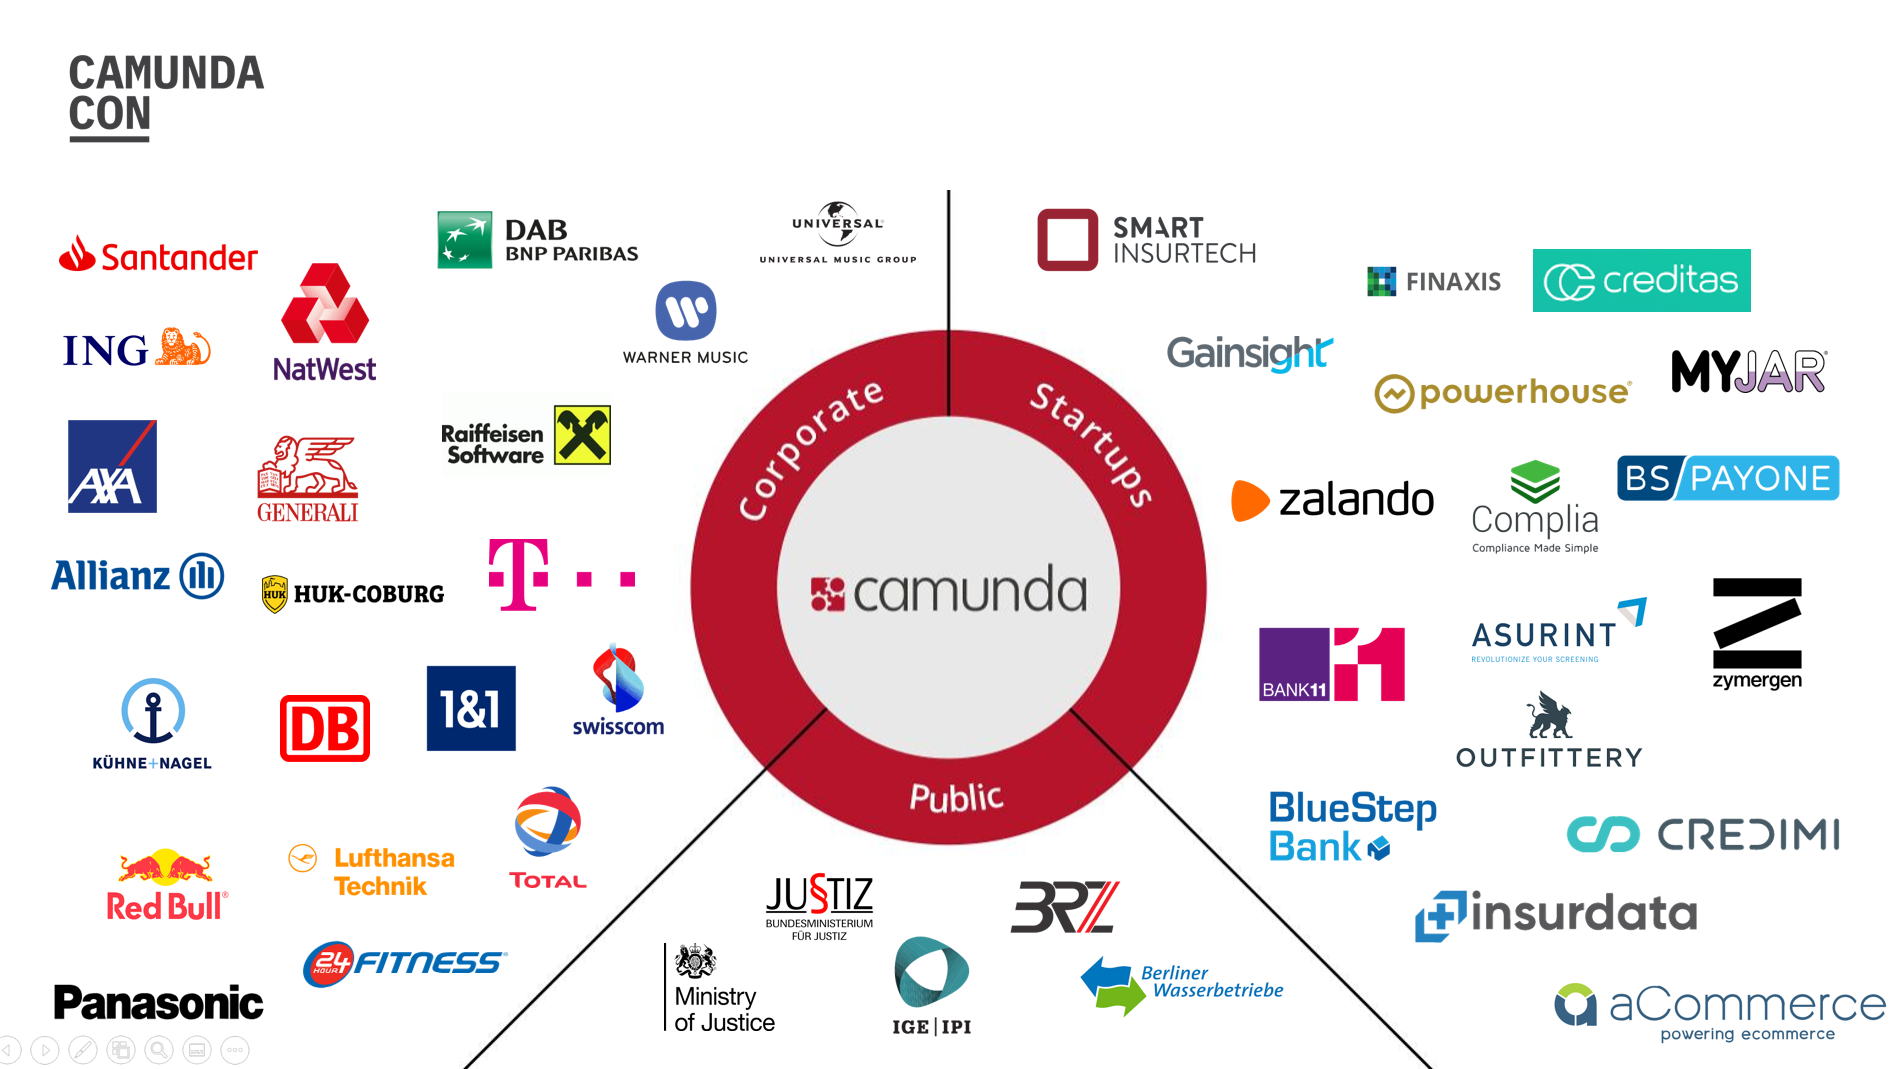 CAMUNDA
CON
Santander
ING
NatWest
DAB
BNP PARIBAS
UNIVERSAL
UNIVERSAL MUSIC GROUP
WARNER MUSIC
AXA
GENERALI
Raiffeisen
Software
Allianz
HUK
HUK-COBURG
T
KÜHNE+NAGEL
DB
1&1
swisscom
Red Bull®
Lufthansa
Technik
TOTAL
24
HOUR
FITNESS
Panasonic
Corporate
Startups
Public
camunda
SMART
INSURTECH
FINAXIS
creditas
Gainsight
powerhouse®
MYJAR®
zalando
Complia
Compliance Made Simple
BS PAYONE
BANK11
11
ASURINT
REVOLUTIONIZE YOUR SCREENING
zymergen
OUTFITTERY
BlueStep
Bank
CREDIMI
insurdata
aCommerce
powering ecommerce
JU§TIZ
BUNDESMINISTERIUM
FÜR JUSTIZ
BRZ
Ministry
of Justice
IGE | IPI
Berliner
Wasserbetriebe